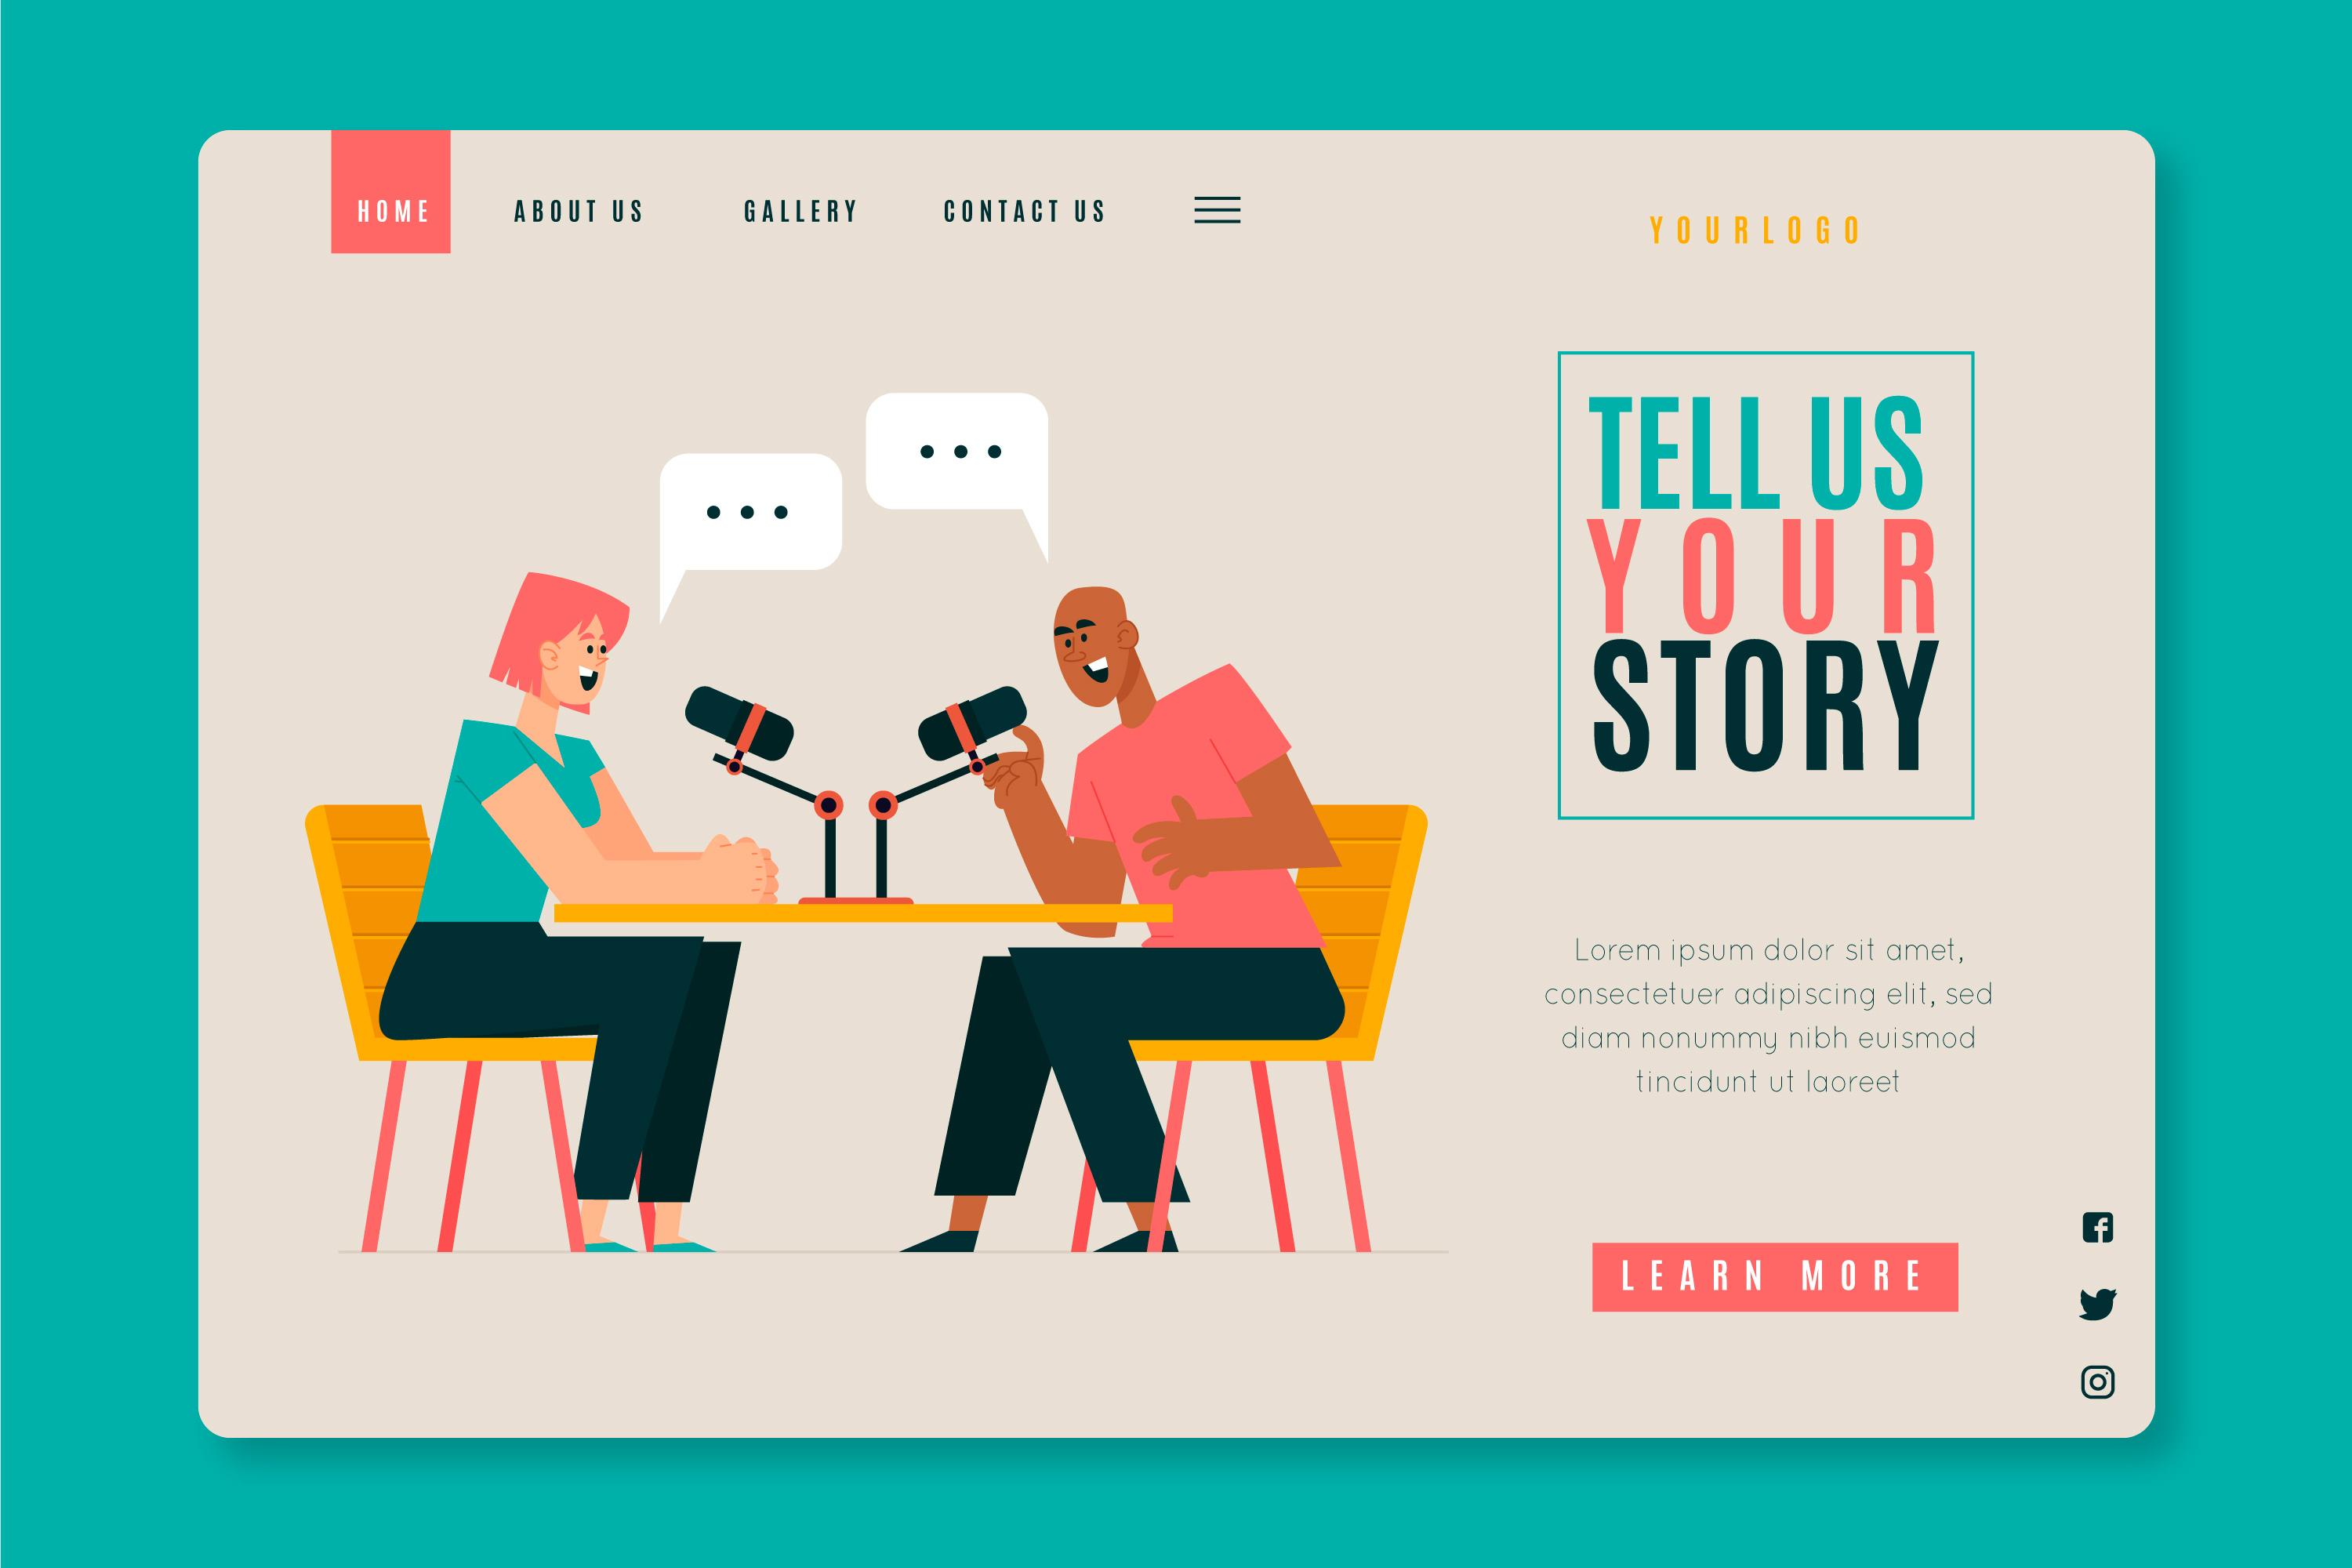 HOME ABOUT US GALLERY CONTACT US
YOURLOGO
TELL US
YOUR
STORY
Lorem ipsum dolor sit amet,
consectetuer adipiscing elit, sed
diam nonummy nibh euismod
tincidunt ut laoreet
LEARN MORE